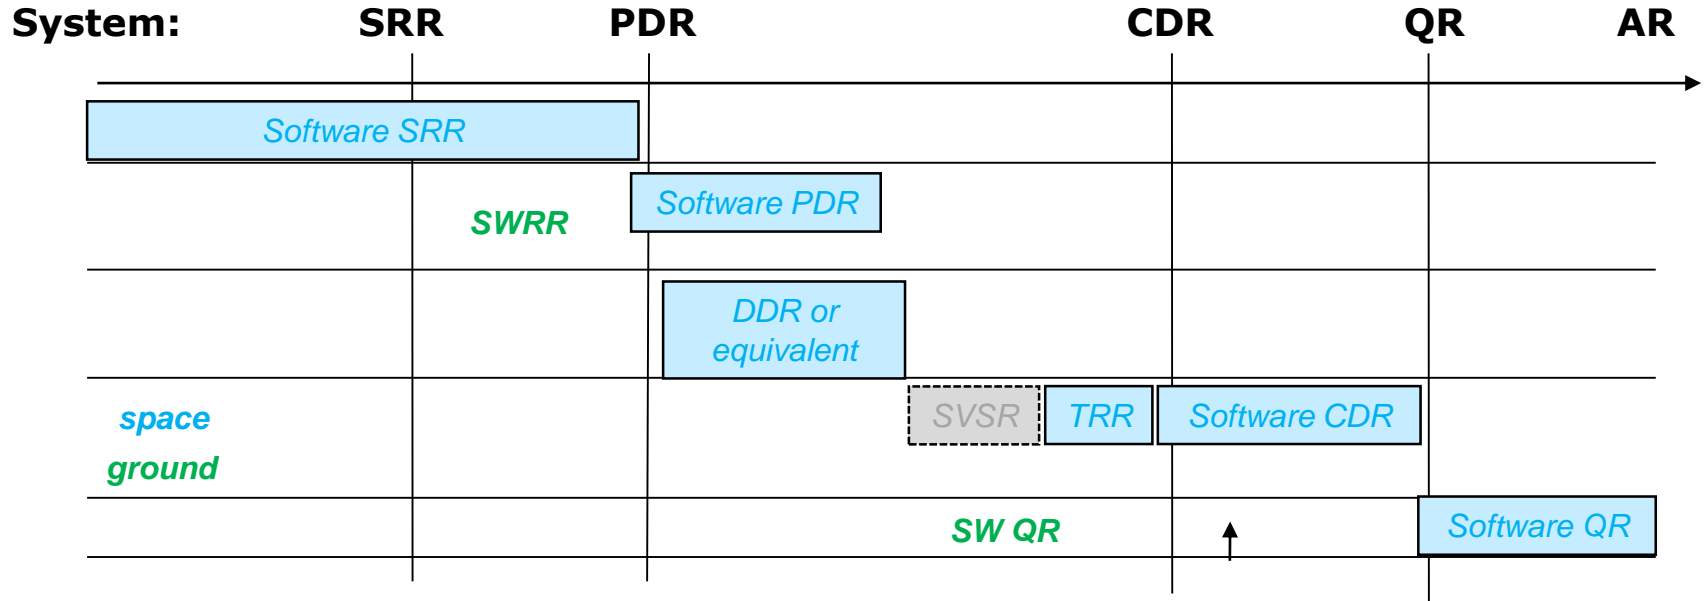 System: SRR PDR CDR QR AR
Software SRR
Software PDR
SWRR
DDR or
equivalent
space SVSR TRR Software CDR
ground
SW QR Software QR